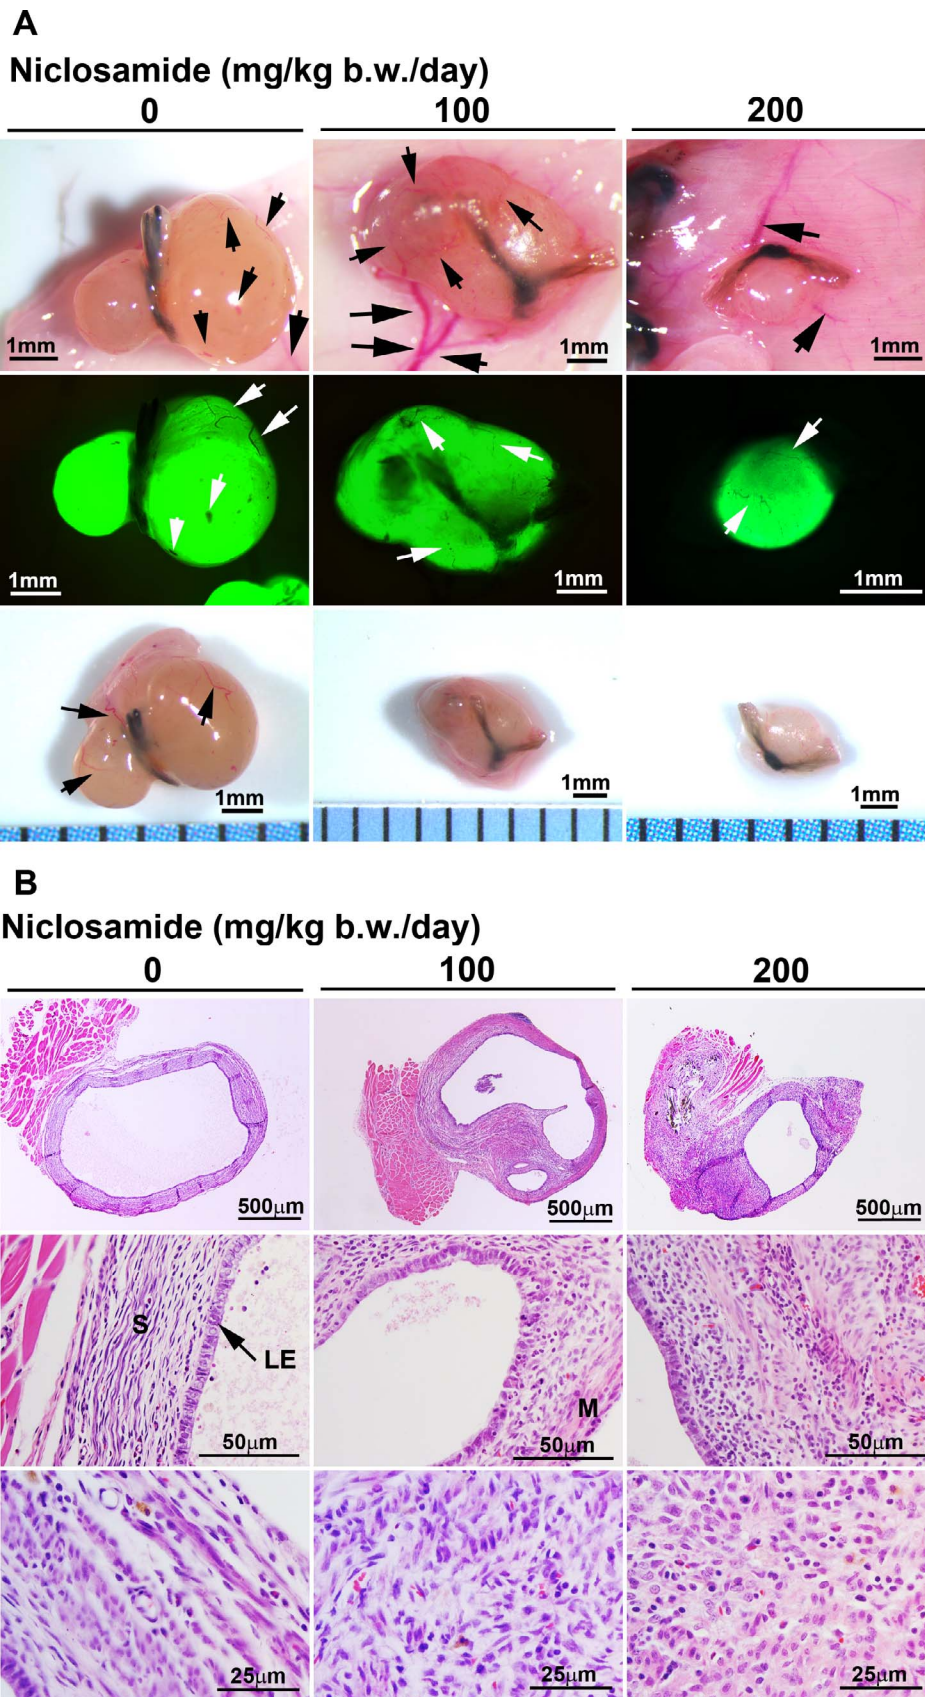 A
Niclosamide (mg/kg b.w./day)
0 100 200
1mm 1mm 1mm
1mm 1mm 1mm
1mm 1mm 1mm
B
Niclosamide (mg/kg b.w./day)
0 100 200
500μm 500μm 500μm
S LE M
50μm 50μm 50μm
25μm 25μm 25μm